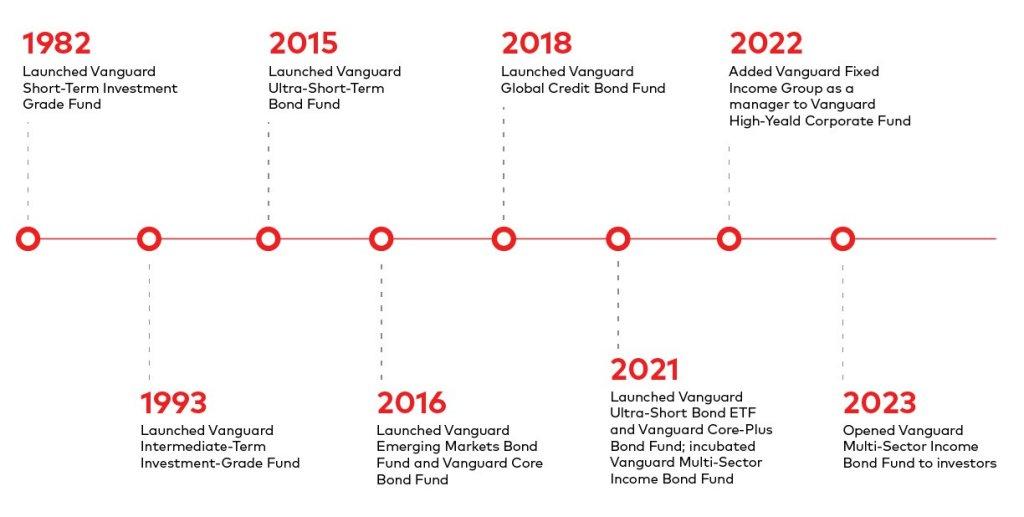 1982
Launched Vanguard
Short-Term Investment
Grade Fund
2015
Launched Vanguard
Ultra-Short-Term
Bond Fund
2018
Launched Vanguard
Global Credit Bond Fund
2022
Added Vanguard Fixed
Income Group as a
manager to Vanguard
High-Yeald Corporate Fund
1993
Launched Vanguard
Intermediate-Term
Investment-Grade Fund
2016
Launched Vanguard
Emerging Markets Bond
Fund and Vanguard Core
Bond Fund
2021
Launched Vanguard
Ultra-Short Bond ETF
and Vanguard Core-Plus
Bond Fund; incubated
Vanguard Multi-Sector
Income Bond Fund
2023
Opened Vanguard
Multi-Sector Income
Bond Fund to investors